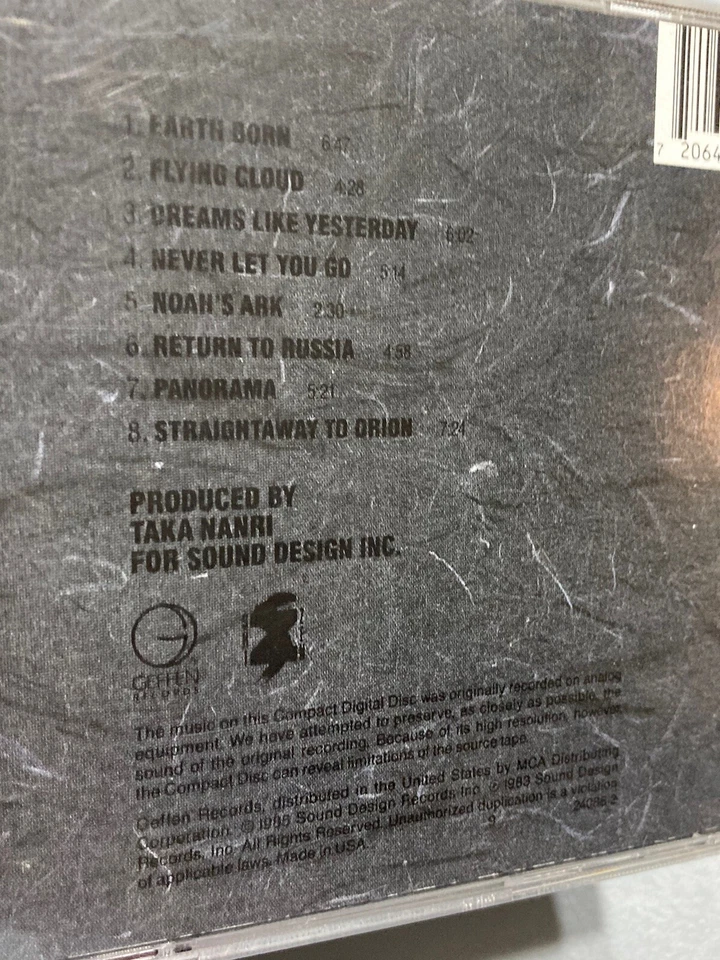 7 2064
1. EARTH BORN 6:47
2. FLYING CLOUD 4:28
3. DREAMS LIKE YESTERDAY 6:02
4. NEVER LET YOU GO 5:14
5. NOAH'S ARK 2:30
6. RETURN TO RUSSIA 4:58
7. PANORAMA 5:21
8. STRAIGHTAWAY TO ORION 7:24
PRODUCED BY
TAKA NANRI
FOR SOUND DESIGN INC.
GEFFEN
RECORDS
The music on this Compact Digital Disc was originally recorded on analog
equipment. We have attempted to preserve, as closely as possible, the
sound of the original recording. Because of its high resolution, however,
the Compact Disc can reveal limitations of the source tape.
Geffen Records, distributed in the United States by MCA Distributing
Corporation. © Sound Design Records Inc. ℗ 1983 Sound Design
Records, Inc. All Rights Reserved. Unauthorized duplication is a violation
of applicable laws. Made in USA. 9 24096-2